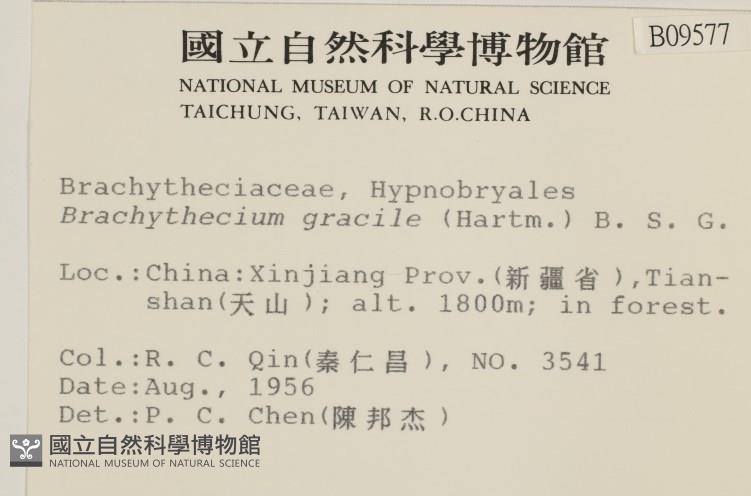 國立自然科學博物館
B09577
NATIONAL MUSEUM OF NATURAL SCIENCE
TAICHUNG, TAIWAN, R.O.CHINA
Brachytheciaceae, Hypnobryales
Brachythecium gracile (Hartm.) B. S. G.
Loc.:China:Xinjiang Prov.(新疆省),Tian-
shan(天山); alt. 1800m; in forest.
Col.:R. C. Qin(秦仁昌), NO. 3541
Date:Aug., 1956
Det.:P. C. Chen(陳邦杰)
國立自然科學博物館
NATIONAL MUSEUM OF NATURAL SCIENCE